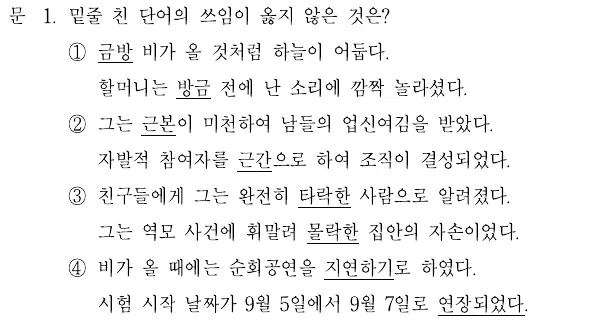 문 1. 밑줄 친 단어의 쓰임이 옳지 않은 것은?
① 금방 비가 올 것처럼 하늘이 어둡다.
할머니는 방금 전에 난 소리에 깜짝 놀라셨다.
② 그는 근본이 미천하여 남들의 업신여김을 받았다.
자발적 참여자를 근간으로 하여 조직이 결성되었다.
③ 친구들에게 그는 완전히 타락한 사람으로 알려졌다.
그는 역모 사건에 휘말려 몰락한 집안의 자손이었다.
④ 비가 올 때에는 순회공연을 지연하기로 하였다.
시험 시작 날짜가 9월 5일에서 9월 7일로 연장되었다.